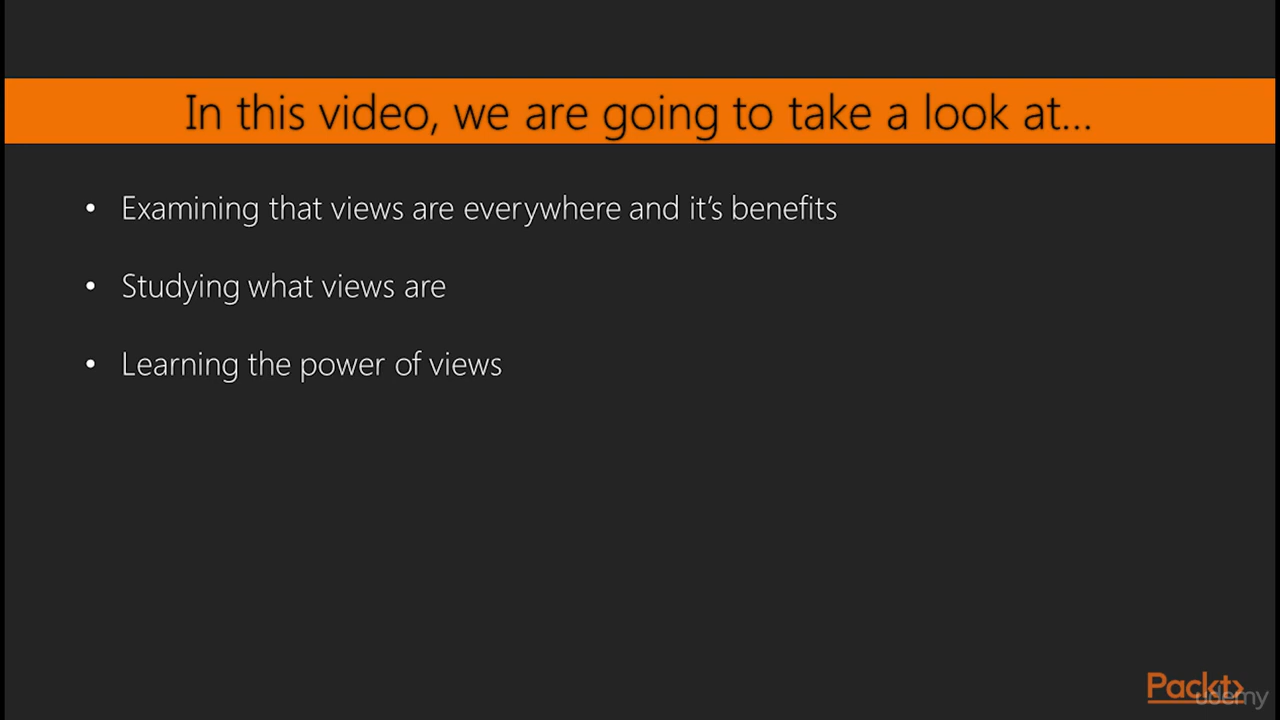 In this video, we are going to take a look at...
• Examining that views are everywhere and it's benefits
• Studying what views are
• Learning the power of views
Packt
udemy